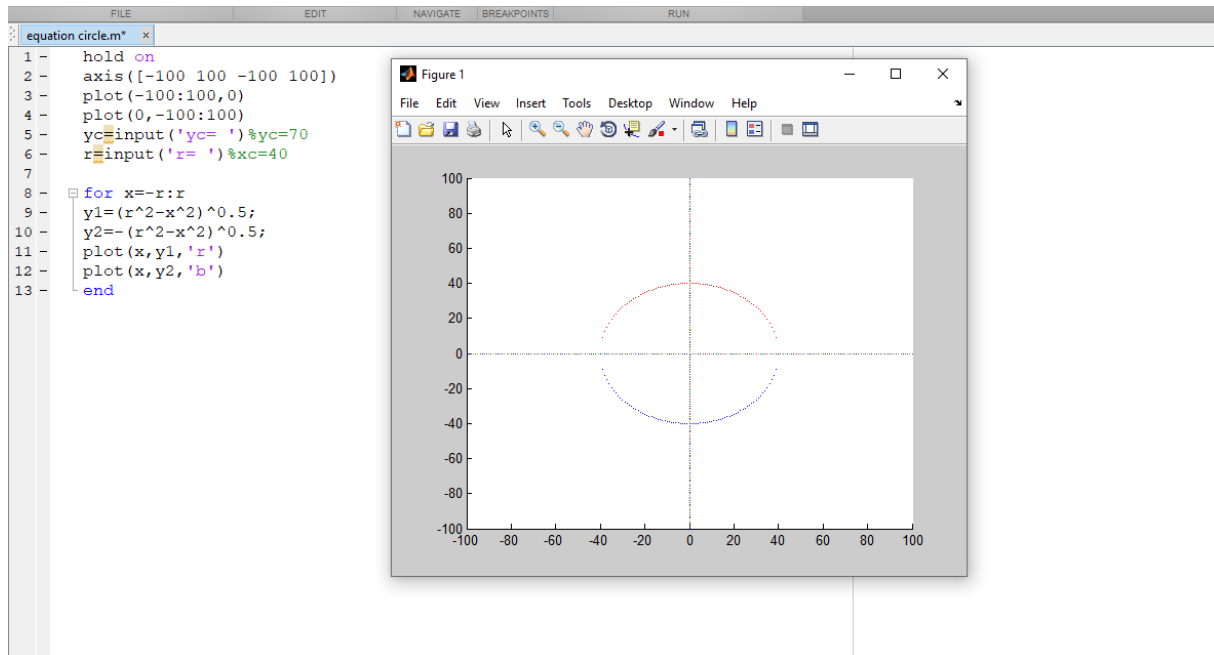 FILE EDIT NAVIGATE BREAKPOINTS RUN
equation circle.m* ×
1 - hold on
2 - axis([-100 100 -100 100])
3 - plot(-100:100,0)
4 - plot(0,-100:100)
5 - yc=input('yc= ')%yc=70
6 - r=input('r= ')%xc=40
7
8 - for x=-r:r
9 - y1=(r^2-x^2)^0.5;
10 - y2=-(r^2-x^2)^0.5;
11 - plot(x,y1,'r')
12 - plot(x,y2,'b')
13 - end
Figure 1
File Edit View Insert Tools Desktop Window Help
100
80
60
40
20
0
-20
-40
-60
-80
-100
-100 -80 -60 -40 -20 0 20 40 60 80 100